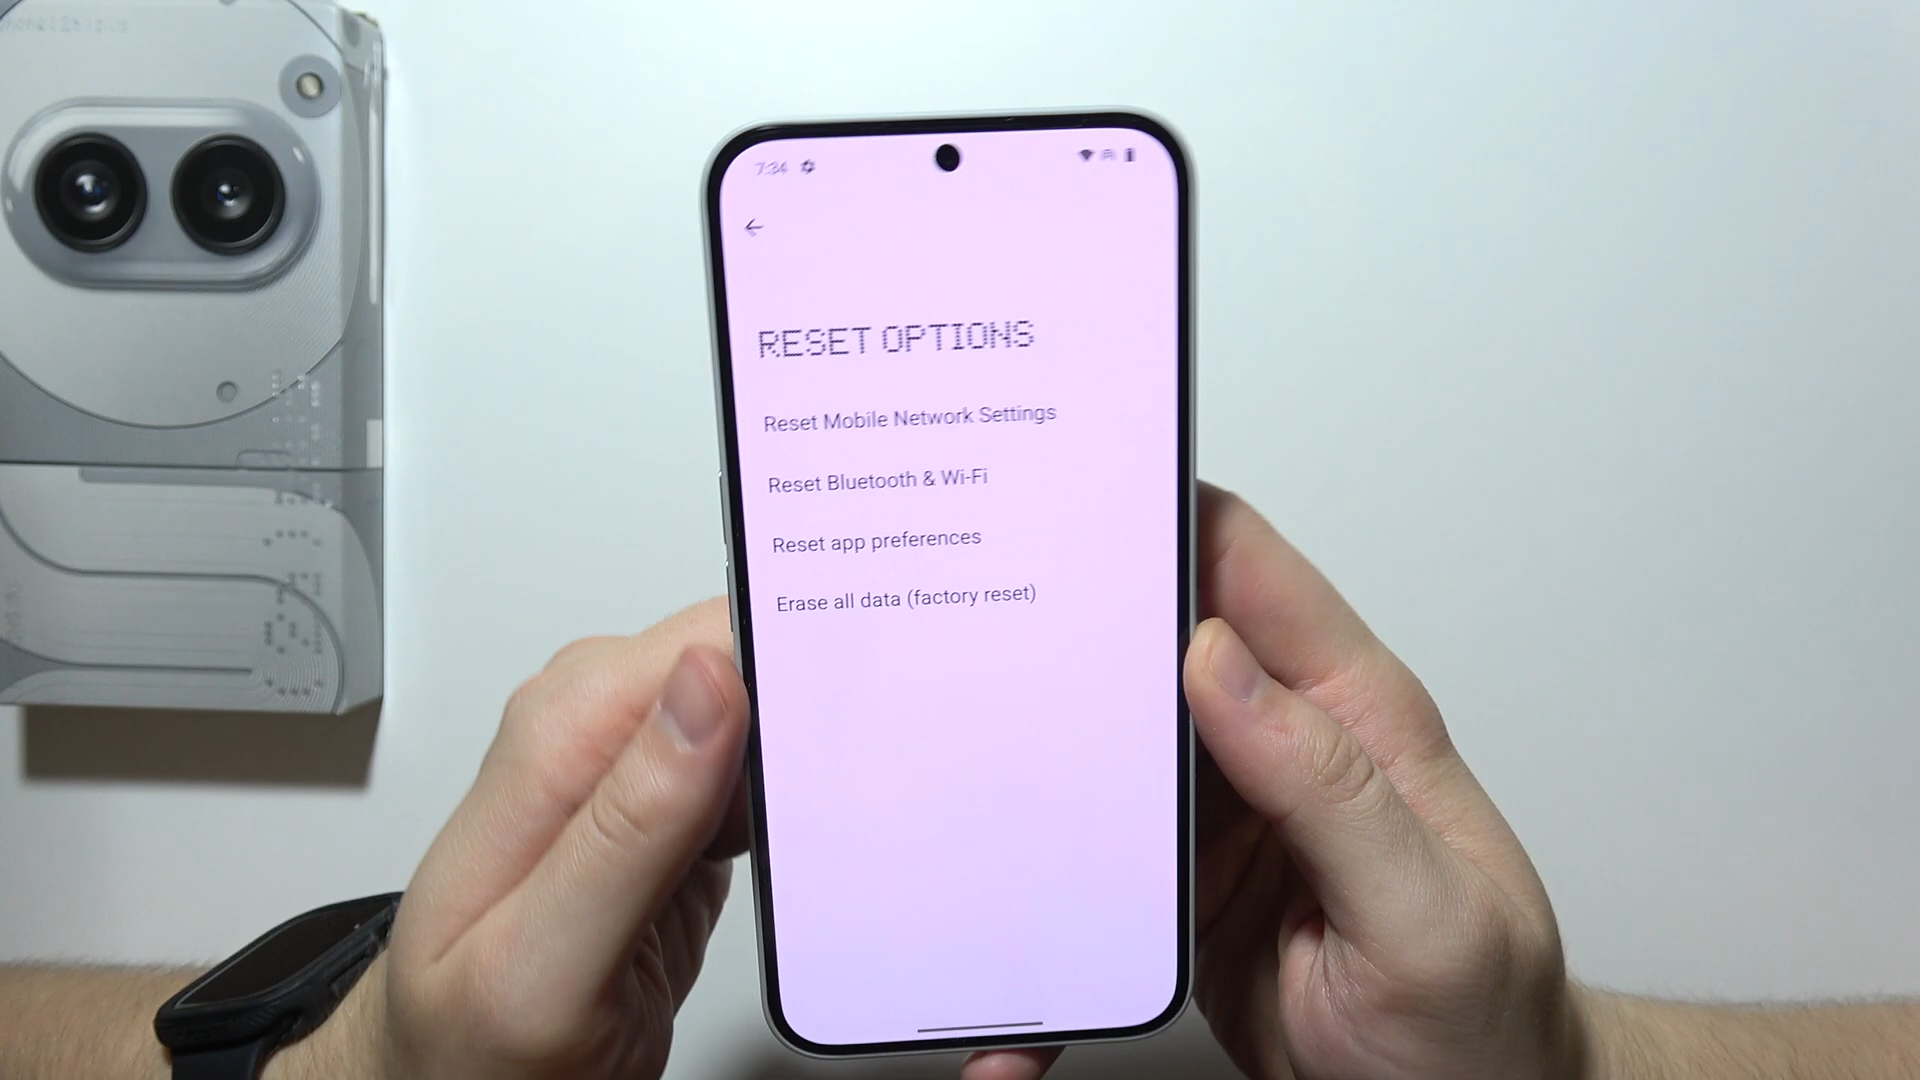 7:34
RESET OPTIONS
Reset Mobile Network Settings
Reset Bluetooth & Wi-Fi
Reset app preferences
Erase all data (factory reset)